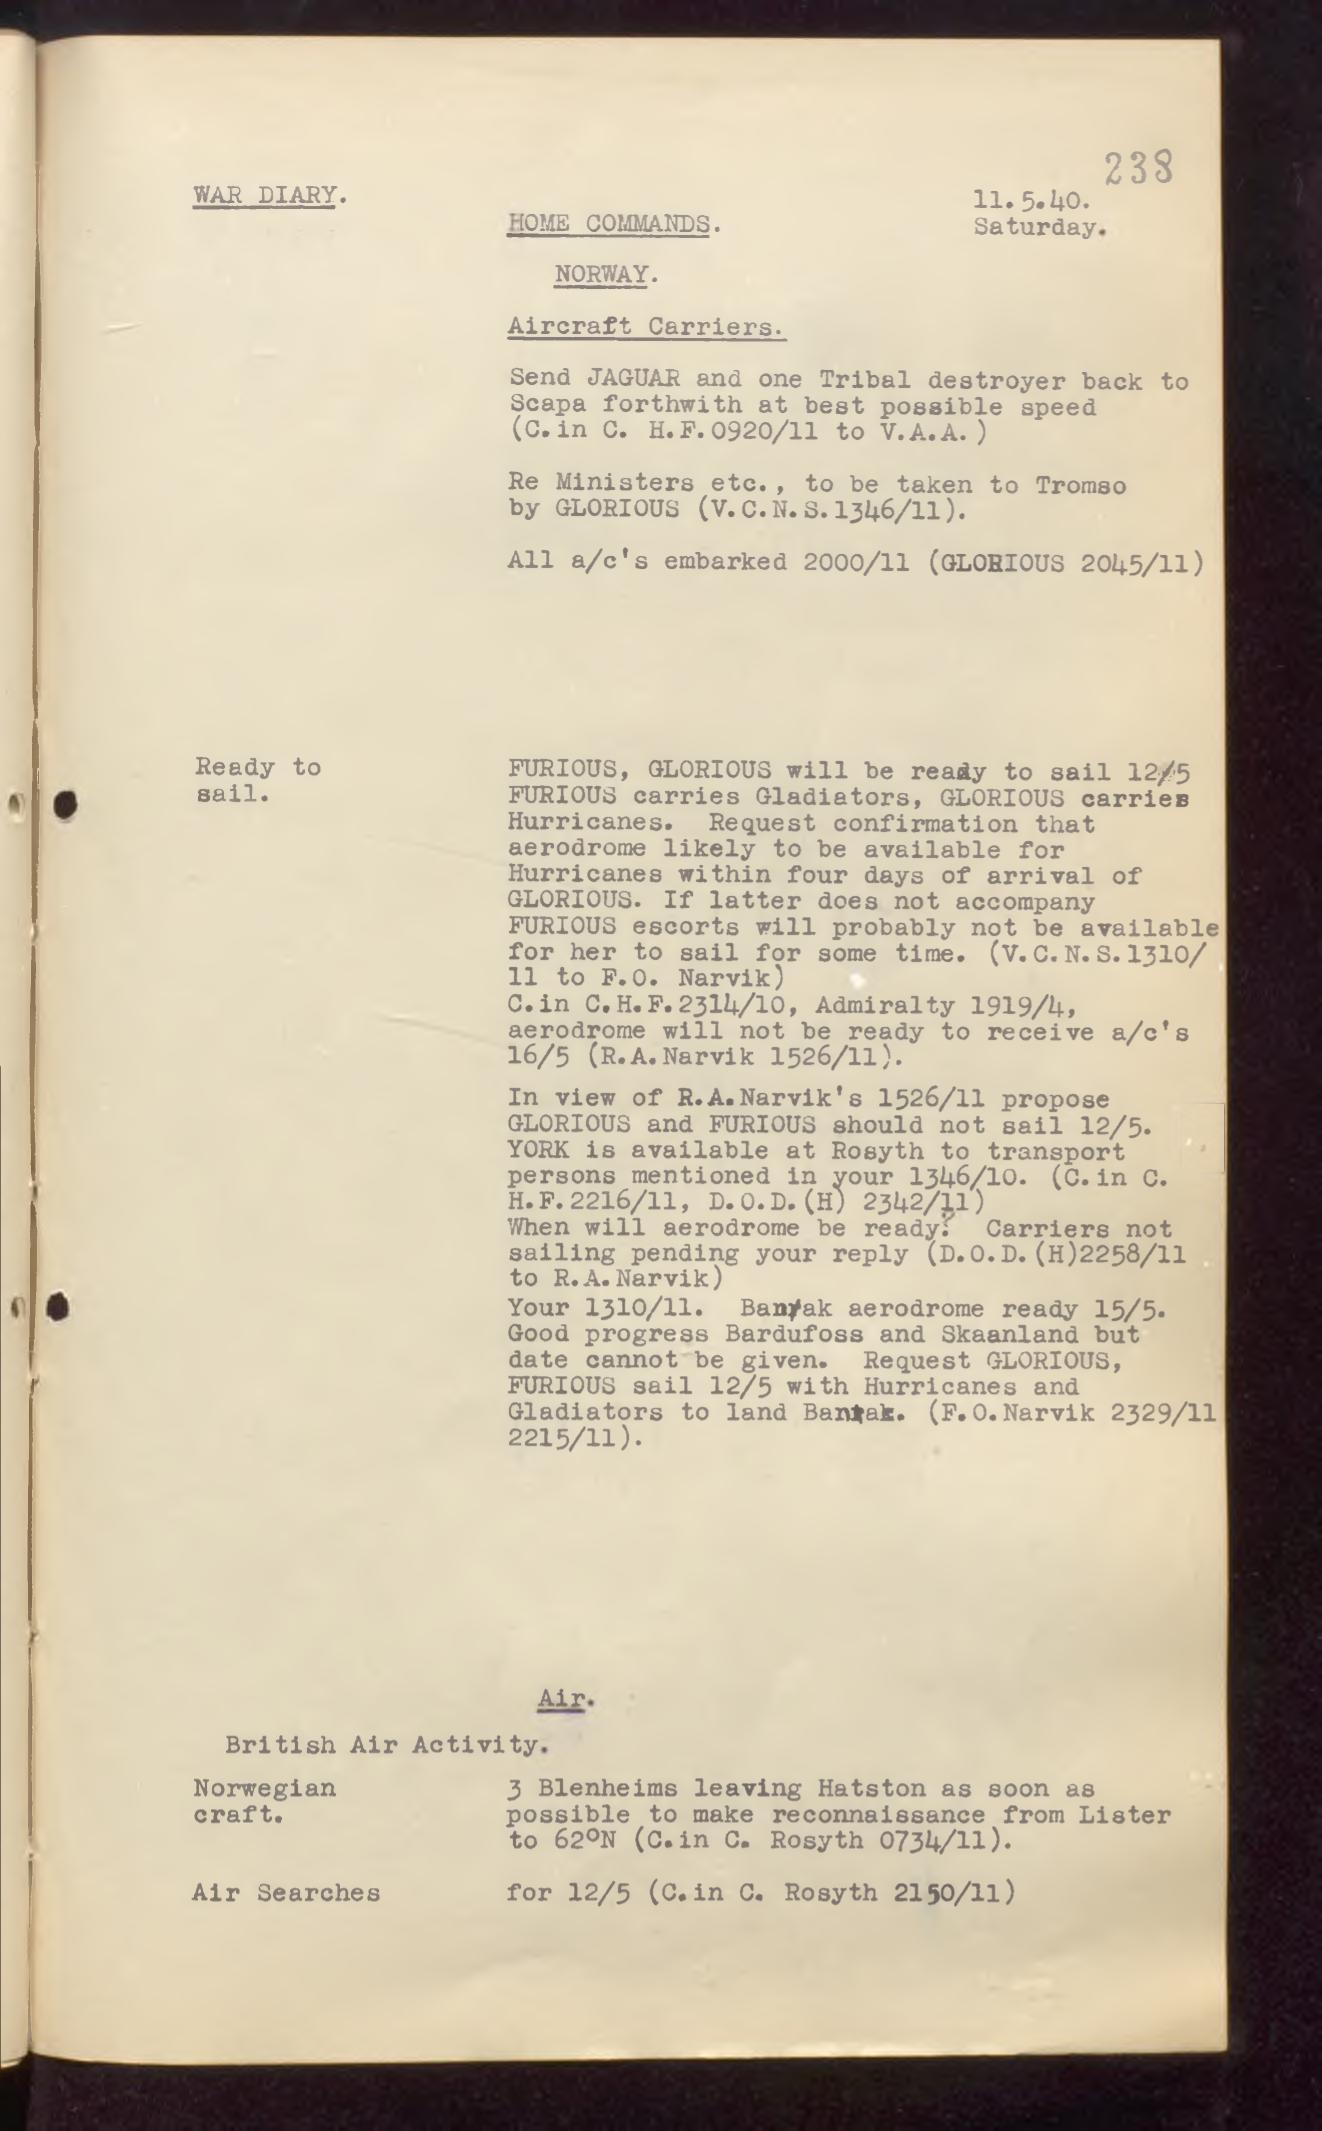 238
WAR DIARY.
11.5.40.
Saturday.
HOME COMMANDS.
NORWAY.
Aircraft Carriers.
Send JAGUAR and one Tribal destroyer back to
Scapa forthwith at best possible speed
(C.in C. H.F.0920/11 to V.A.A.)
Re Ministers etc., to be taken to Tromso
by GLORIOUS (V.C.N.S.1346/11).
All a/c's embarked 2000/11 (GLORIOUS 2045/11)
Ready to
sail.
FURIOUS, GLORIOUS will be ready to sail 12/5
FURIOUS carries Gladiators, GLORIOUS carries
Hurricanes. Request confirmation that
aerodrome likely to be available for
Hurricanes within four days of arrival of
GLORIOUS. If latter does not accompany
FURIOUS escorts will probably not be available
for her to sail for some time. (V.C.N.S.1310/
11 to F.O. Narvik)
C.in C.H.F.2314/10, Admiralty 1919/4,
aerodrome will not be ready to receive a/c's
16/5 (R.A.Narvik 1526/11).
In view of R.A.Narvik's 1526/11 propose
GLORIOUS and FURIOUS should not sail 12/5.
YORK is available at Rosyth to transport
persons mentioned in your 1346/10. (C.in C.
H.F.2216/11, D.O.D.(H) 2342/11)
When will aerodrome be ready? Carriers not
sailing pending your reply (D.O.D.(H)2258/11
to R.A.Narvik)
Your 1310/11. aerodrome ready 15/5.
Good progress Bardufoss and Skaanland but
date cannot be given. Request GLORIOUS,
FURIOUS sail 12/5 with Hurricanes and
Gladiators to land (F.O.Narvik 2329/11
2215/11).
Air.
British Air Activity.
Norwegian
craft.
3 Blenheims leaving Hatston as soon as
possible to make reconnaissance from Lister
to 62°N (C.in C. Rosyth 0734/11).
Air Searches for 12/5 (C.in C. Rosyth 2150/11)